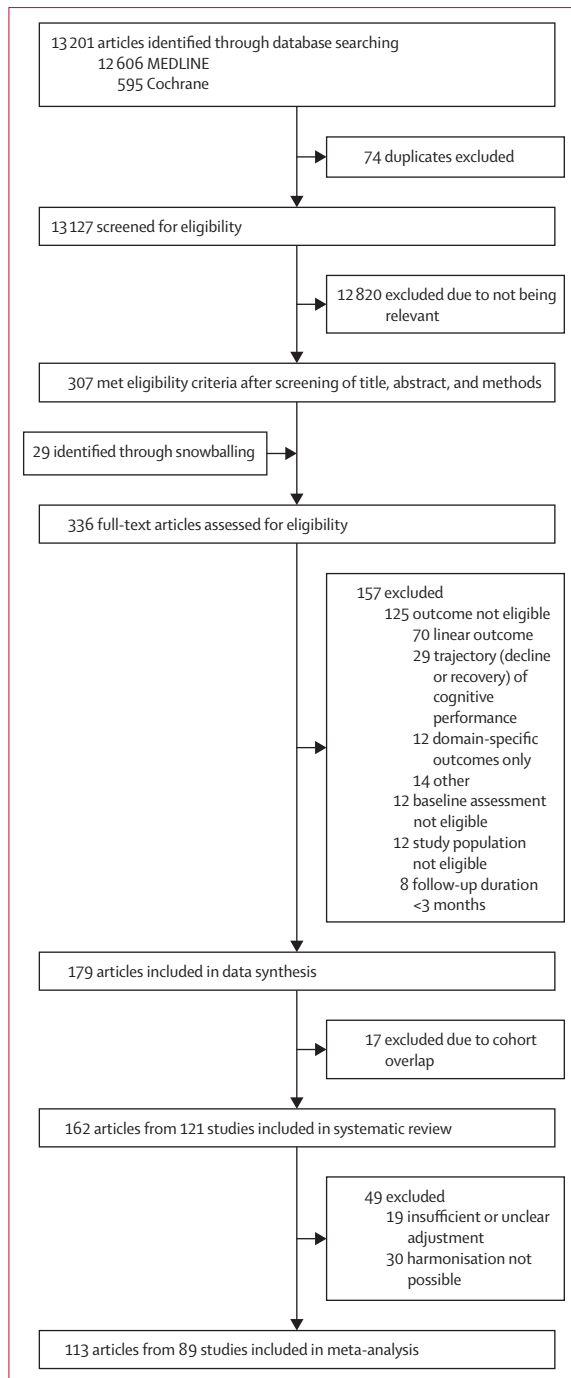 13 201 articles identified through database searching
12 606 MEDLINE
595 Cochrane
74 duplicates excluded
13 127 screened for eligibility
12 820 excluded due to not being
relevant
307 met eligibility criteria after screening of title, abstract, and methods
29 identified through snowballing
336 full-text articles assessed for eligibility
157 excluded
125 outcome not eligible
70 linear outcome
29 trajectory (decline
or recovery) of
cognitive
performance
12 domain-specific
outcomes only
14 other
12 baseline assessment
not eligible
12 study population
not eligible
8 follow-up duration
<3 months
179 articles included in data synthesis
17 excluded due to cohort
overlap
162 articles from 121 studies included in systematic review
49 excluded
19 insufficient or unclear
adjustment
30 harmonisation not
possible
113 articles from 89 studies included in meta-analysis